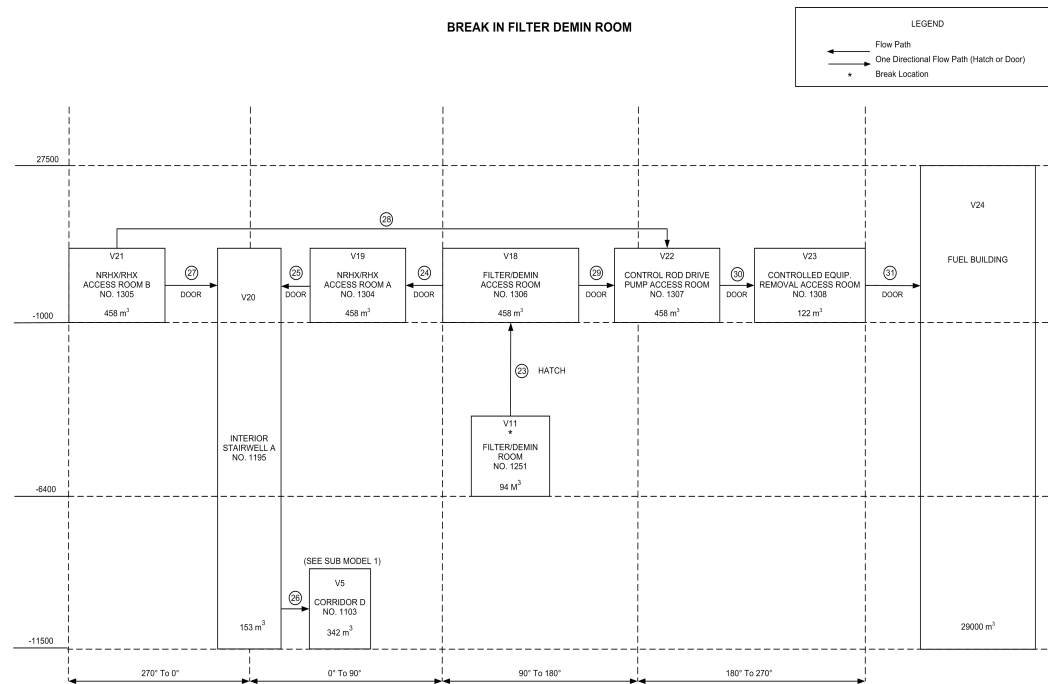 BREAK IN FILTER DEMIN ROOM
LEGEND
Flow Path
One Directional Flow Path (Hatch or Door)
* Break Location
27500
V24
FUEL BUILDING
29000 m³
28
V21
NRHX/RHX
ACCESS ROOM B
NO. 1305
458 m³
27
DOOR
V20
INTERIOR
STAIRWELL A
NO. 1195
153 m³
25
DOOR
V19
NRHX/RHX
ACCESS ROOM A
NO. 1304
458 m³
24
DOOR
V18
FILTER/DEMIN
ACCESS ROOM
NO. 1306
458 m³
29
DOOR
V22
CONTROL ROD DRIVE
PUMP ACCESS ROOM
NO. 1307
458 m³
30
DOOR
V23
CONTROLLED EQUIP.
REMOVAL ACCESS ROOM
NO. 1308
122 m³
31
DOOR
-1000
23 HATCH
V11
*
FILTER/DEMIN
ROOM
NO. 1251
94 M³
-6400
(SEE SUB MODEL 1)
26
V5
CORRIDOR D
NO. 1103
342 m³
-11500
270° To 0°
0° To 90°
90° To 180°
180° To 270°